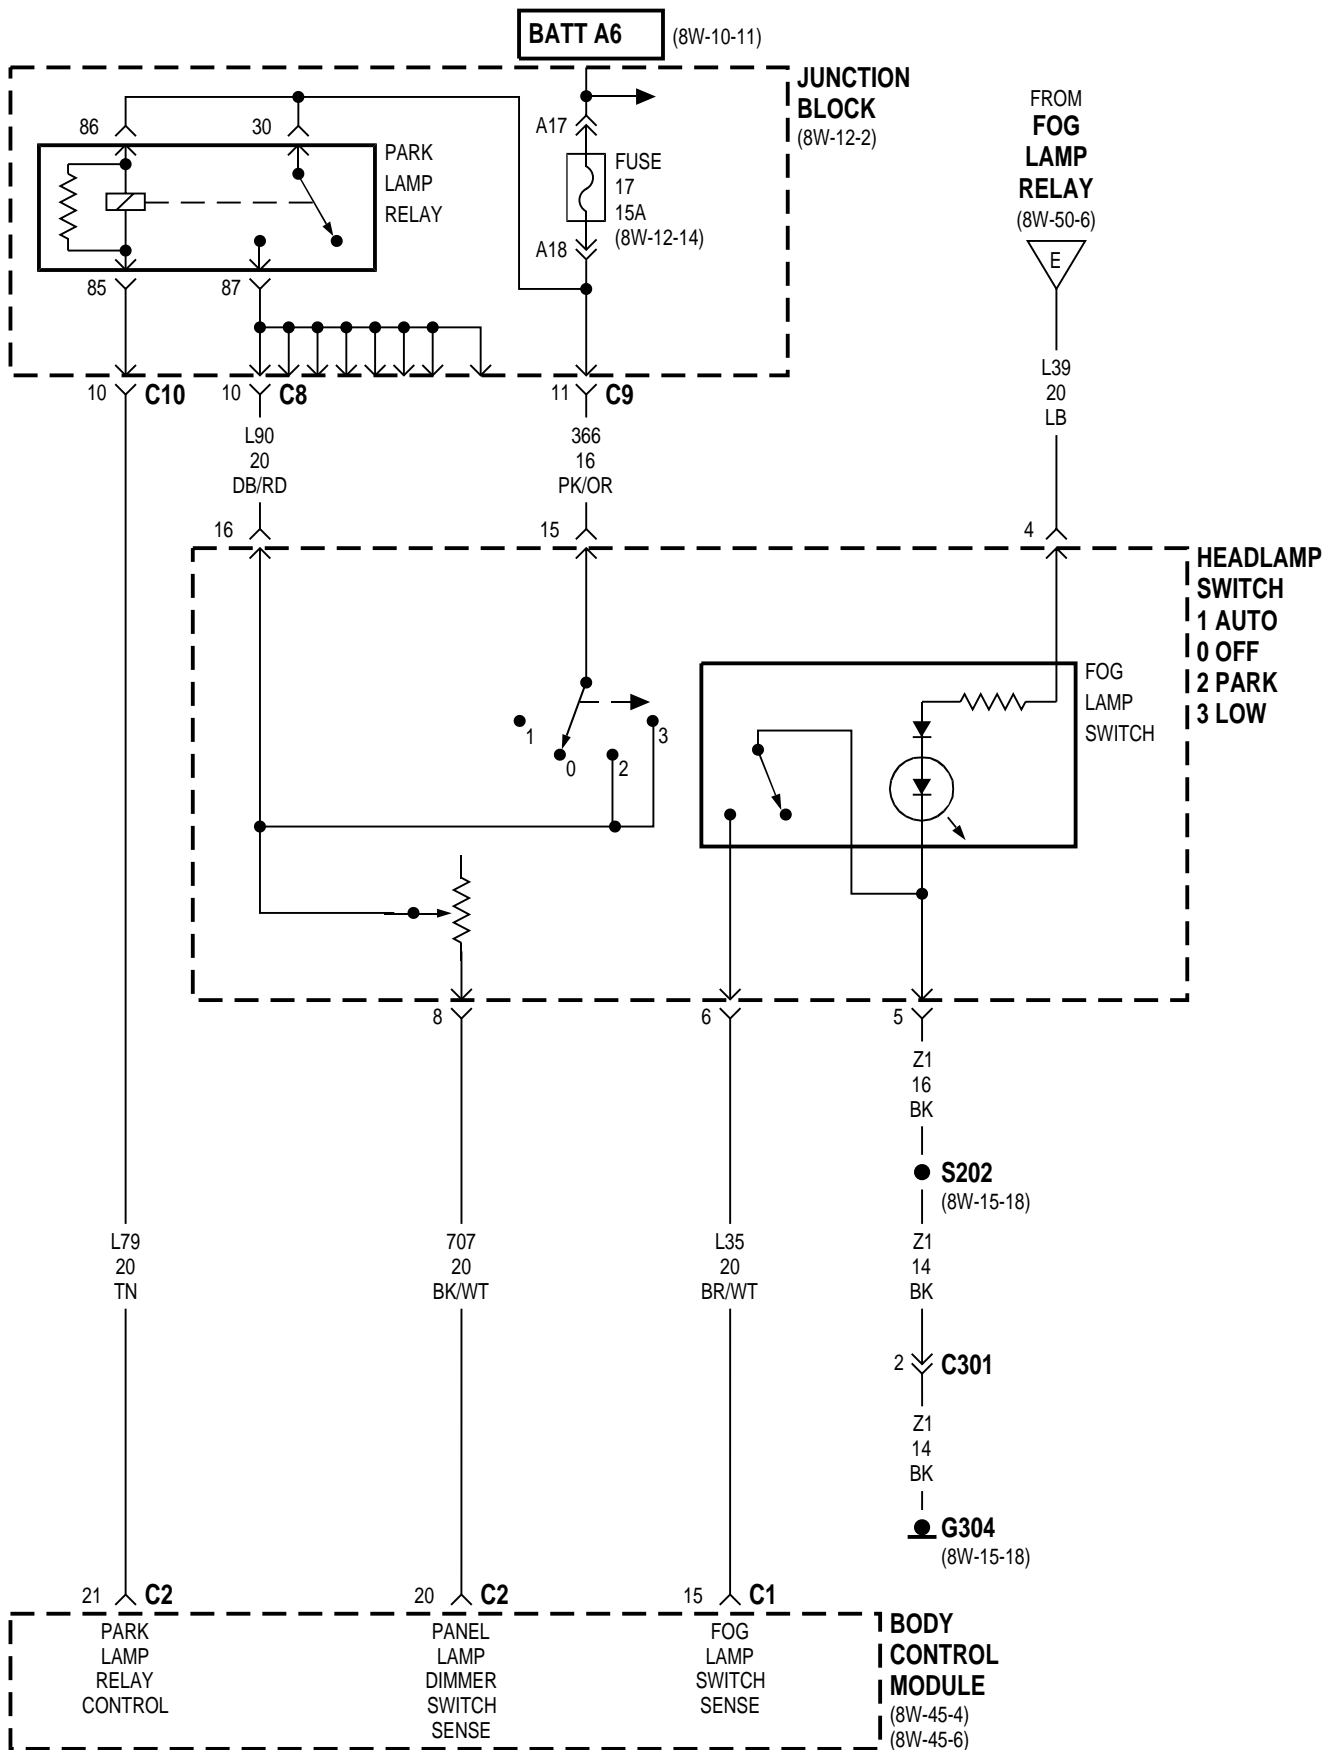 BATT A6
(8W-10-11)
JUNCTION
BLOCK
(8W-12-2)
FROM
FOG
LAMP
RELAY
(8W-50-6)
E
86
30
A17
PARK
LAMP
RELAY
FUSE
17
15A
(8W-12-14)
A18
85
87
10
C10
10
C8
11
C9
L90
20
DB/RD
366
16
PK/OR
L39
20
LB
16
15
4
HEADLAMP
SWITCH
1 AUTO
0 OFF
2 PARK
3 LOW
FOG
LAMP
SWITCH
1
0
2
3
8
6
5
Z1
16
BK
S202
(8W-15-18)
L79
20
TN
707
20
BK/WT
L35
20
BR/WT
Z1
14
BK
2
C301
Z1
14
BK
G304
(8W-15-18)
21
C2
20
C2
15
C1
PARK
LAMP
RELAY
CONTROL
PANEL
LAMP
DIMMER
SWITCH
SENSE
FOG
LAMP
SWITCH
SENSE
BODY
CONTROL
MODULE
(8W-45-4)
(8W-45-6)